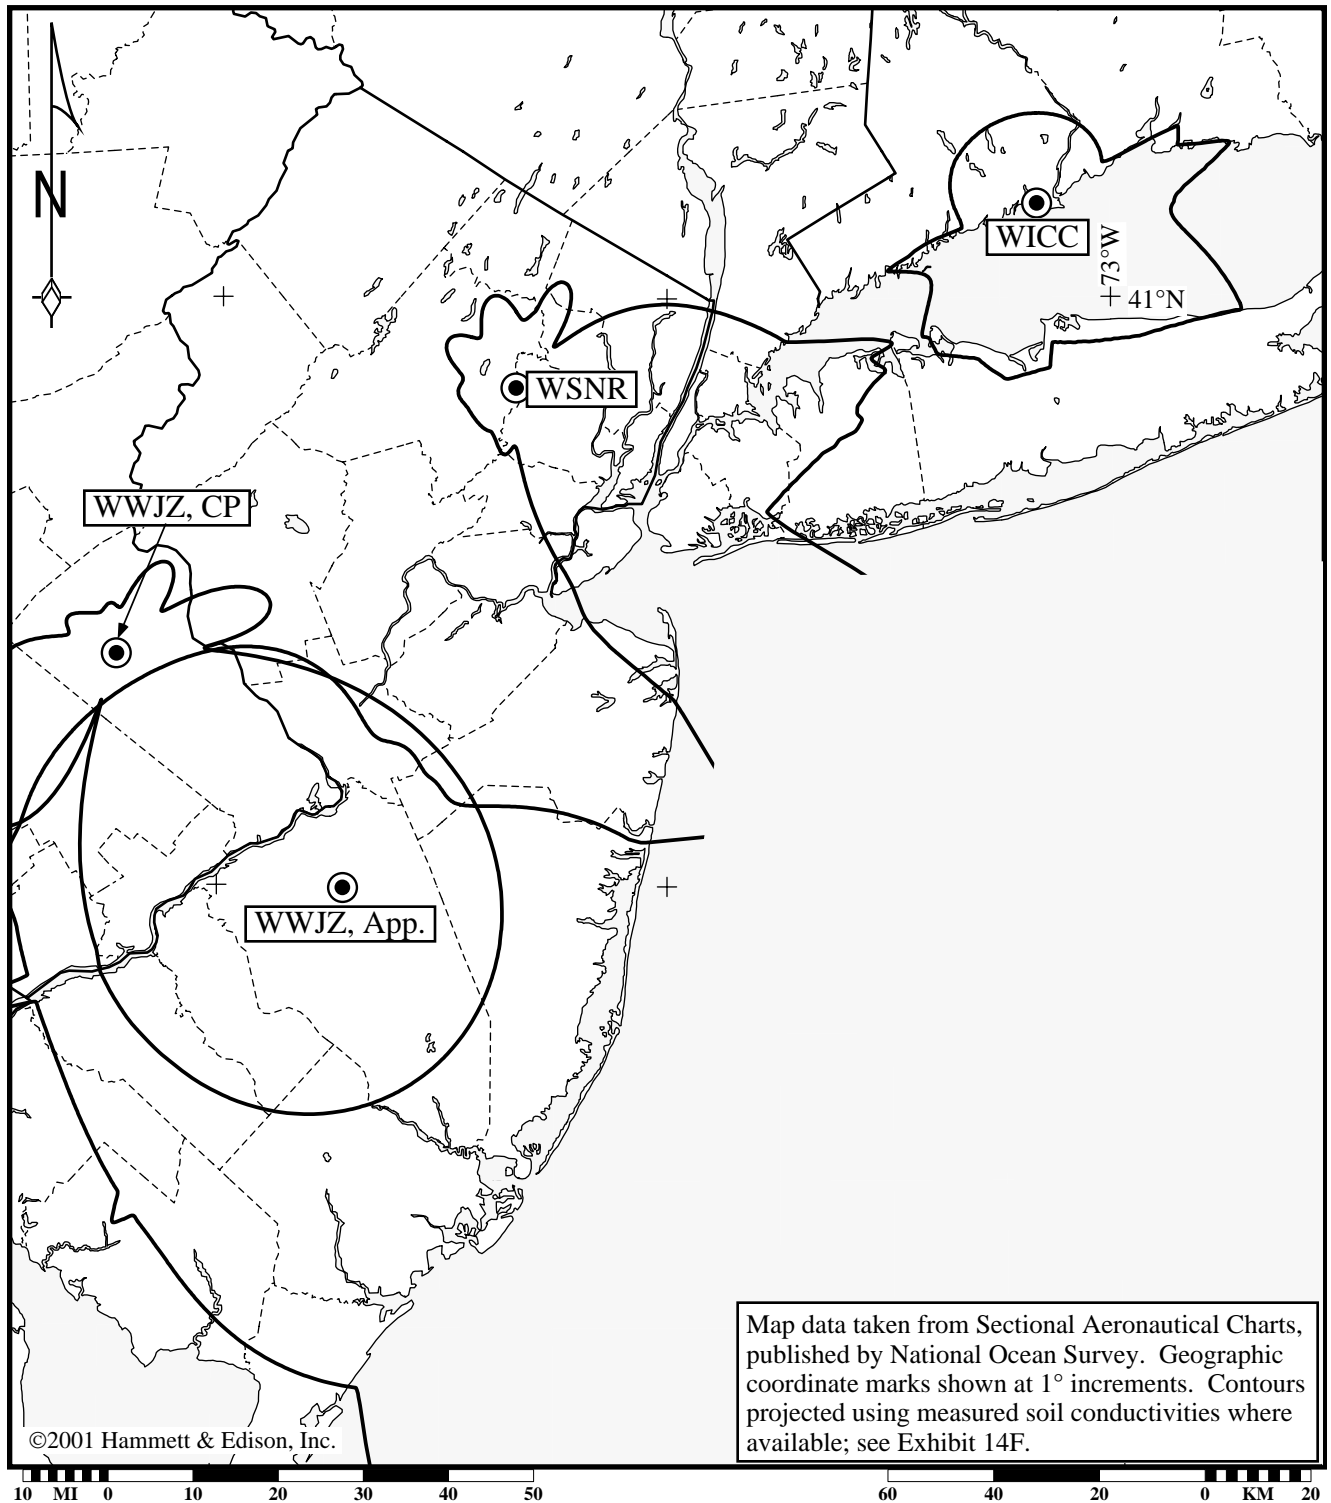 N
WICC
73°W
41°N
WSNR
WWJZ, CP
WWJZ, App.
Map data taken from Sectional Aeronautical Charts,
published by National Ocean Survey. Geographic
coordinate marks shown at 1° increments. Contours
projected using measured soil conductivities where
available; see Exhibit 14F.
©2001 Hammett & Edison, Inc.
10 MI 0 10 20 30 40 50
60 40 20 0 KM 20